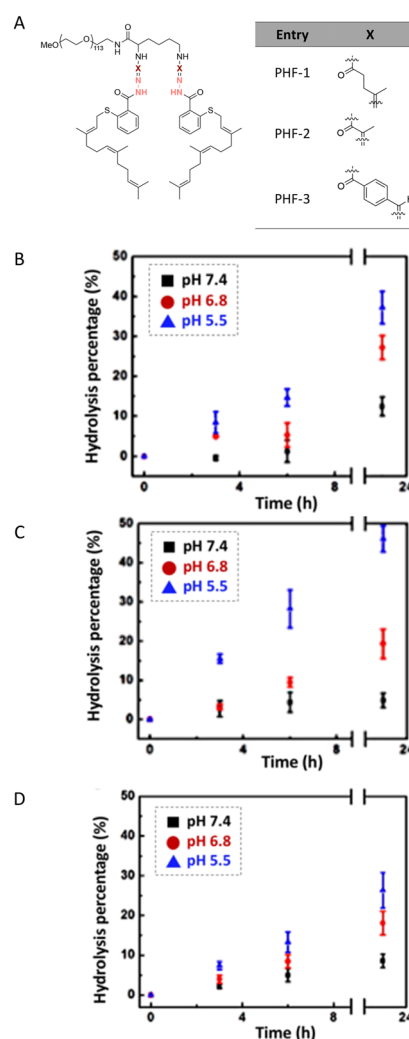 A
Entry X
MeO
O
113
N
H
O
NH
NH
X
X
N
N
NH
NH
O
O
S
S
PHF-1
O
PHF-2
O
PHF-3
O
H
B
Hydrolysis percentage (%)
50
40
30
20
10
0
pH 7.4
pH 6.8
pH 5.5
0 4 8 24
Time (h)
C
Hydrolysis percentage (%)
50
40
30
20
10
0
pH 7.4
pH 6.8
pH 5.5
0 4 8 24
Time (h)
D
Hydrolysis percentage (%)
50
40
30
20
10
0
pH 7.4
pH 6.8
pH 5.5
0 4 8 24
Time (h)